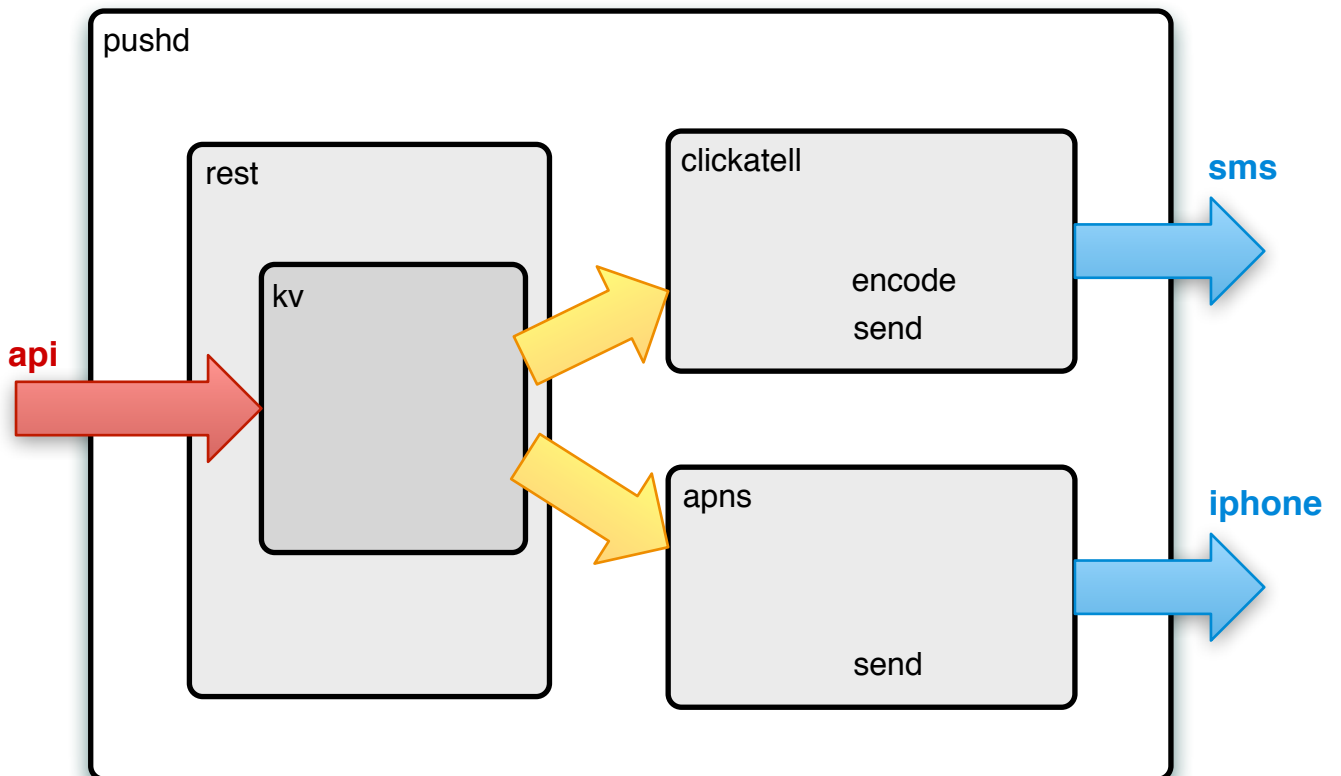 pushd
rest
kv
api
clickatell
encode
send
sms
apns
send
iphone